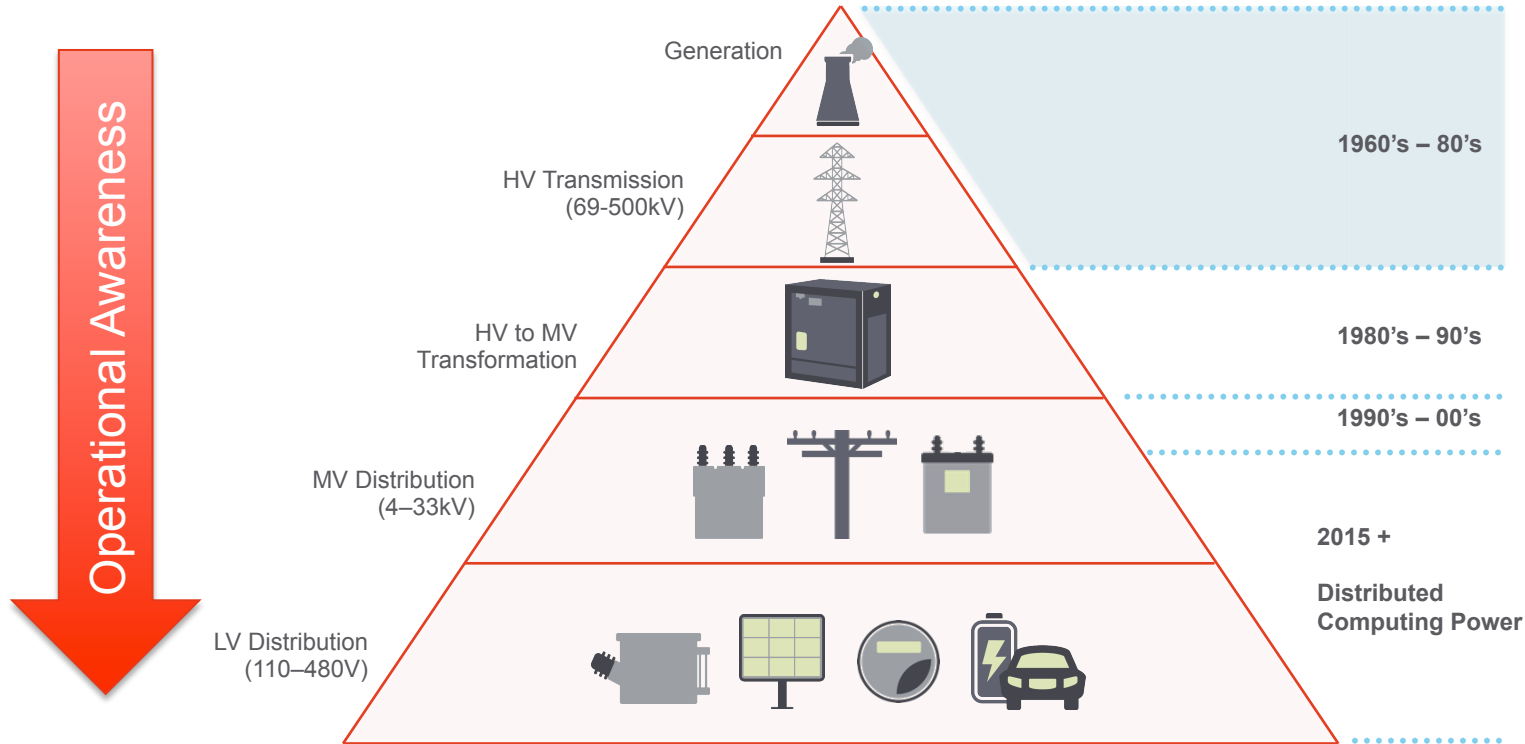 Operational Awareness
Generation
HV Transmission
(69-500kV)
HV to MV
Transformation
MV Distribution
(4–33kV)
LV Distribution
(110–480V)
1960’s – 80’s
1980’s – 90’s
1990’s – 00’s
2015 +
Distributed
Computing Power